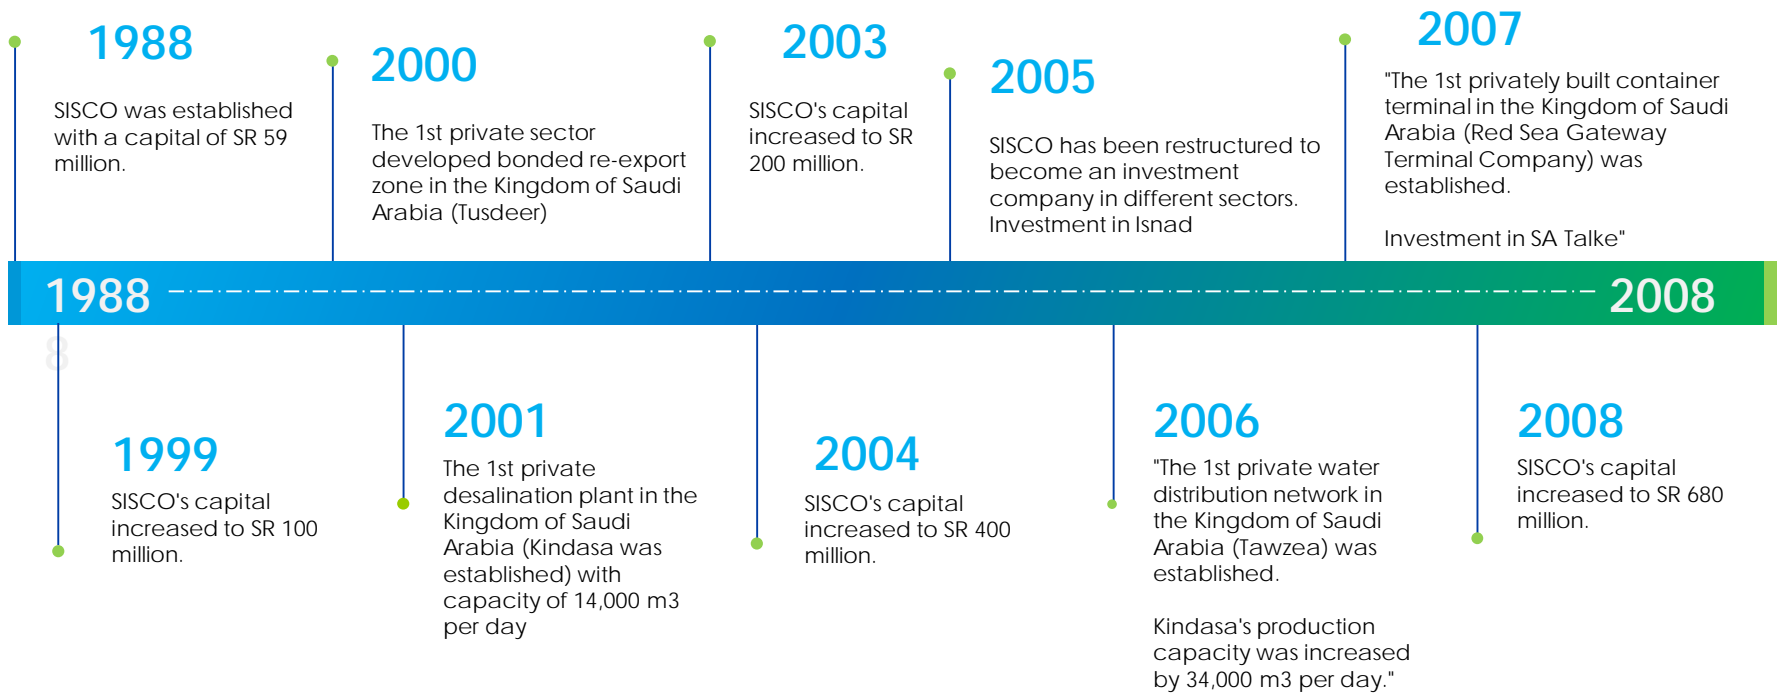 1988
SISCO was established
with a capital of SR 59
million.
2000
The 1st private sector
developed bonded re-export
zone in the Kingdom of Saudi
Arabia (Tusdeer)
2003
SISCO's capital
increased to SR
200 million.
2005
SISCO has been restructured to
become an investment
company in different sectors.
Investment in Isnad
2007
"The 1st privately built container
terminal in the Kingdom of Saudi
Arabia (Red Sea Gateway
Terminal Company) was
established.
Investment in SA Talke"
1988
2008
8
1999
SISCO's capital
increased to SR 100
million.
2001
The 1st private
desalination plant in the
Kingdom of Saudi
Arabia (Kindasa was
established) with
capacity of 14,000 m3
per day
2004
SISCO's capital
increased to SR 400
million.
2006
"The 1st private water
distribution network in
the Kingdom of Saudi
Arabia (Tawzea) was
established.
Kindasa's production
capacity was increased
by 34,000 m3 per day."
2008
SISCO's capital
increased to SR 680
million.